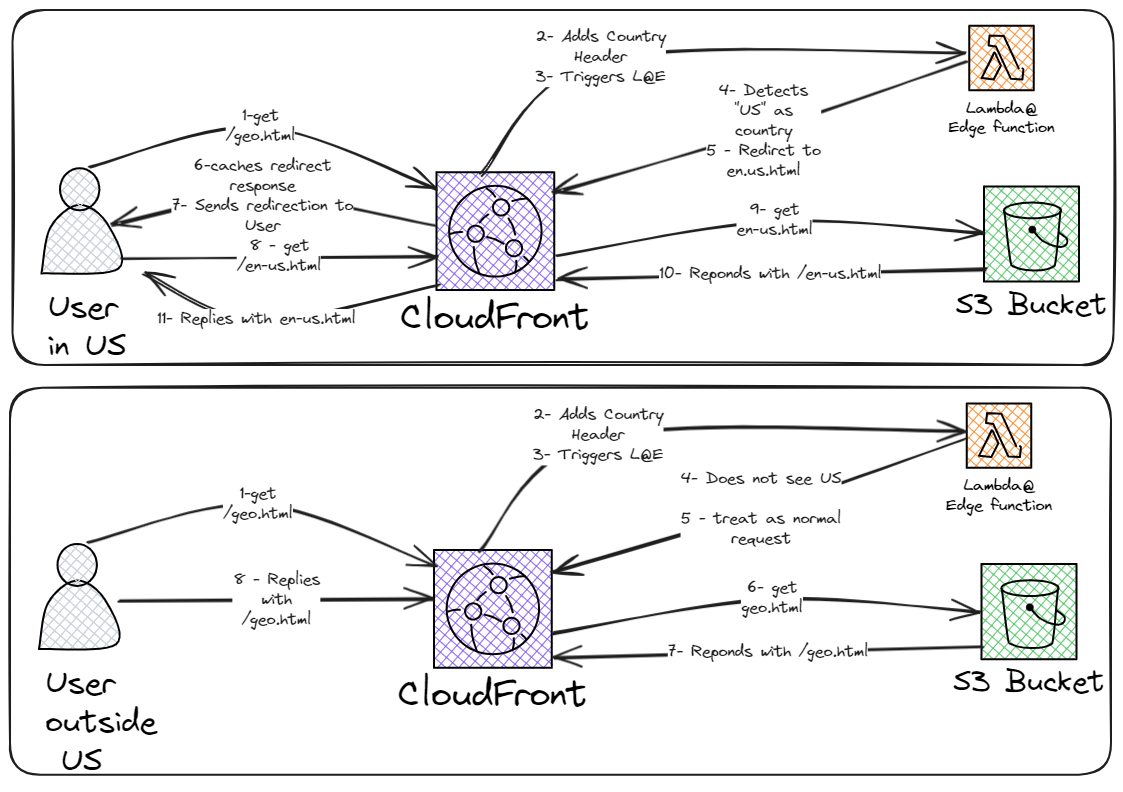 2- Adds Country
Header
3- Triggers L@E
4- Detects
"US" as
country
5 - Redirct to
en.us.html
Lambda@
Edge function
1-get
/geo.html
6-caches redirect
response
7- Sends redirection to
User
8 - get
/en-us.html
9- get
en-us.html
10- Reponds with /en-us.html
11- Replies with en-us.html
User
in US
CloudFront
S3 Bucket
2- Adds Country
Header
3- Triggers L@E
4- Does not see US
5 - treat as normal
request
Lambda@
Edge function
1-get
/geo.html
8 - Replies
with
/geo.html
6- get
geo.html
7- Reponds with /geo.html
User
outside
US
CloudFront
S3 Bucket